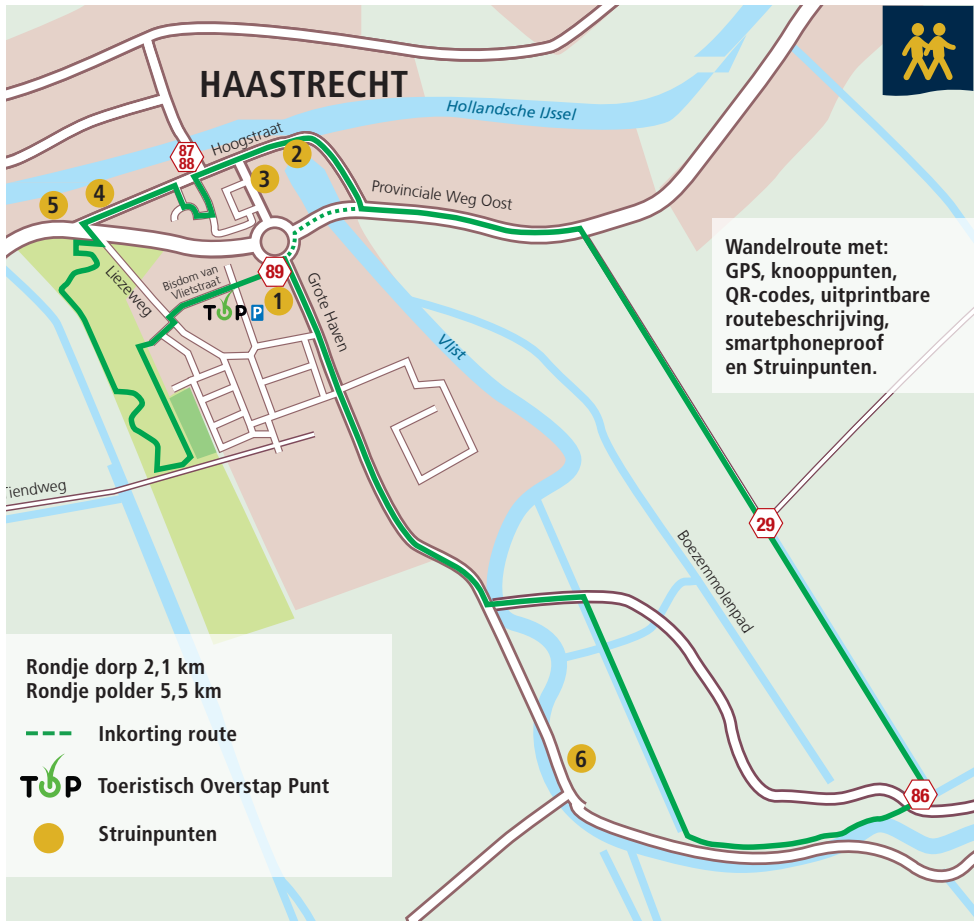 HAASTRECHT
Hollandsche IJssel
Hoogstraat
87
88
2
3
4
5
Provinciale Weg Oost
Wandelroute met:
GPS, knooppunten,
QR-codes, uitprintbare
routebeschrijving,
smartphoneproof
en Struinpunten.
Liezeweg
Bisdom van
Vlietstraat
89
TOP P
1
Grote Haven
Vlist
Tiendweg
29
Boezemmolenpad
6
86
Rondje dorp 2,1 km
Rondje polder 5,5 km
Inkorting route
TOP Toeristisch Overstap Punt
Struinpunten